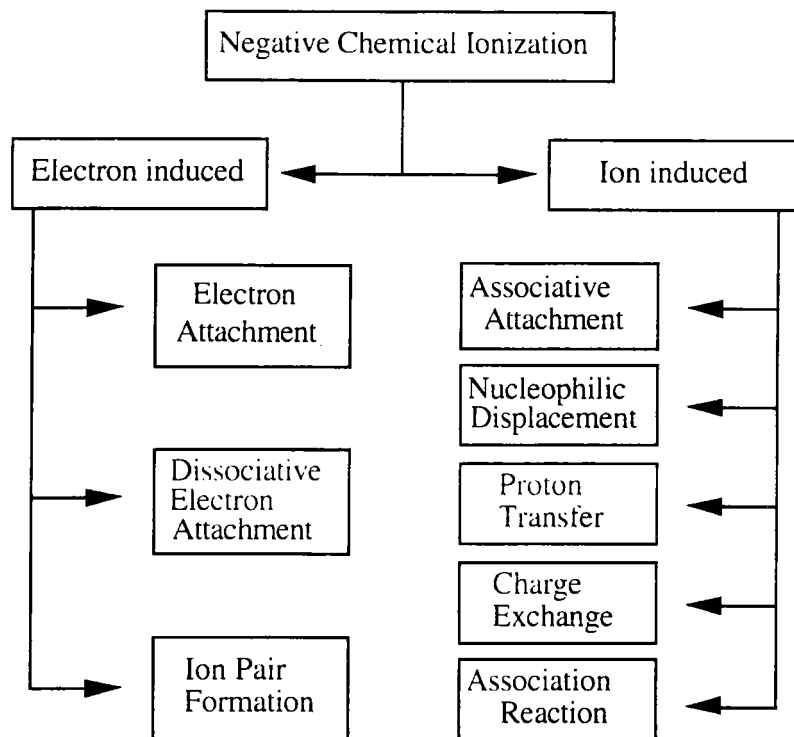 Negative Chemical Ionization
Electron induced
Ion induced
Electron
Attachment
Dissociative
Electron
Attachment
Ion Pair
Formation
Associative
Attachment
Nucleophilic
Displacement
Proton
Transfer
Charge
Exchange
Association
Reaction